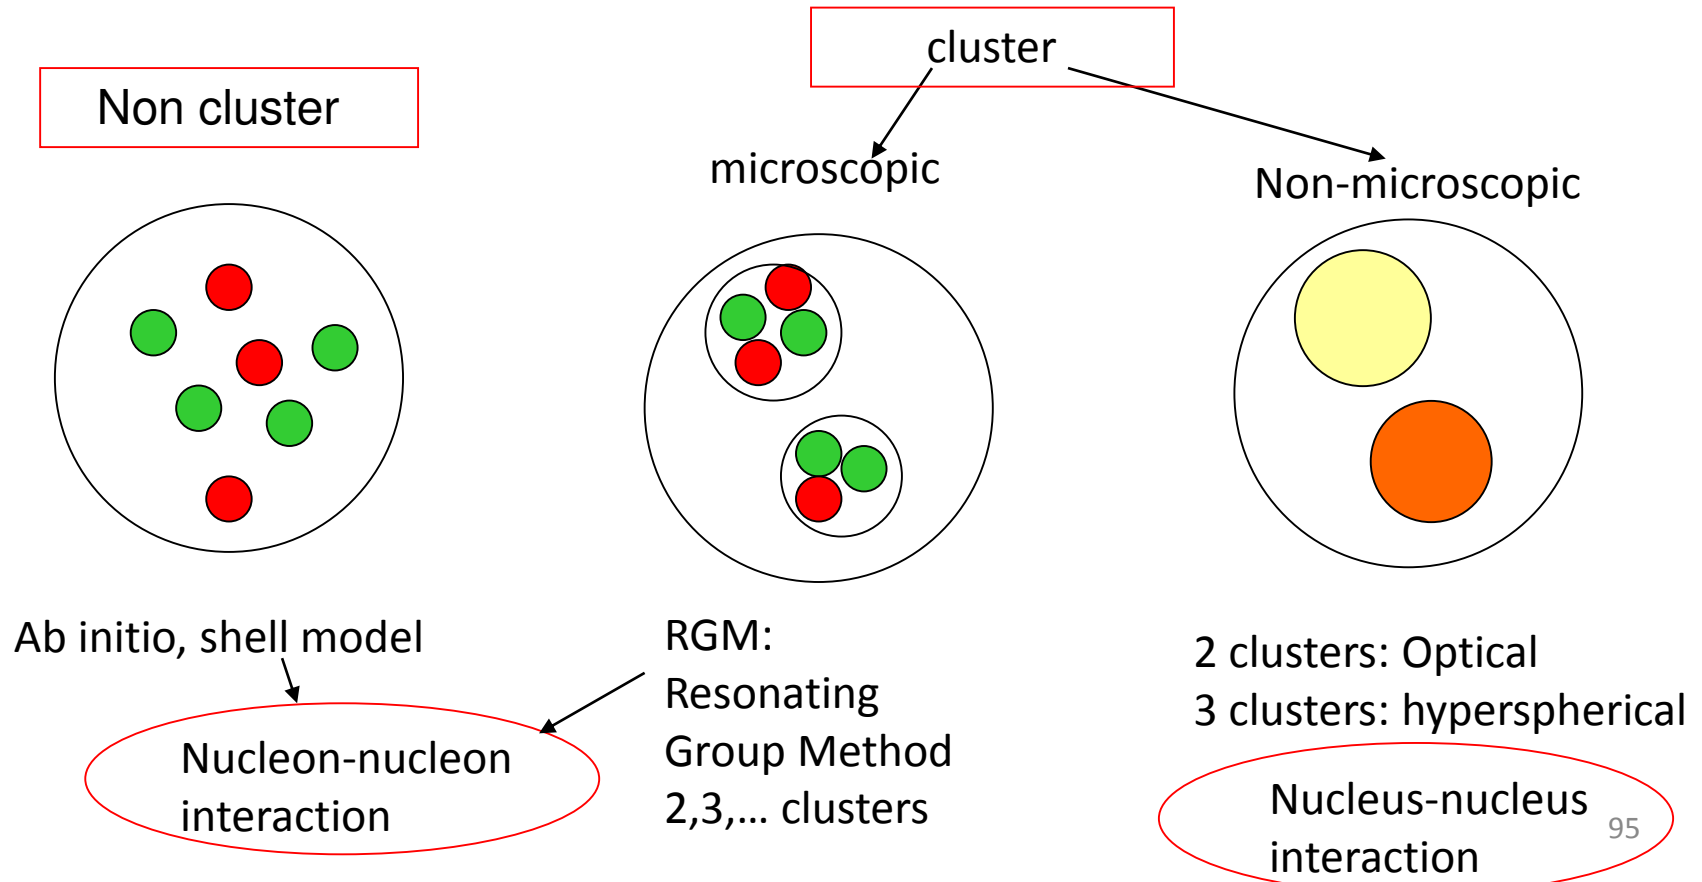 cluster
Non cluster
microscopic
Non-microscopic
Ab initio, shell model
Nucleon-nucleon
interaction
RGM:
Resonating
Group Method
2,3,... clusters
2 clusters: Optical
3 clusters: hyperspherical
Nucleus-nucleus
interaction
95